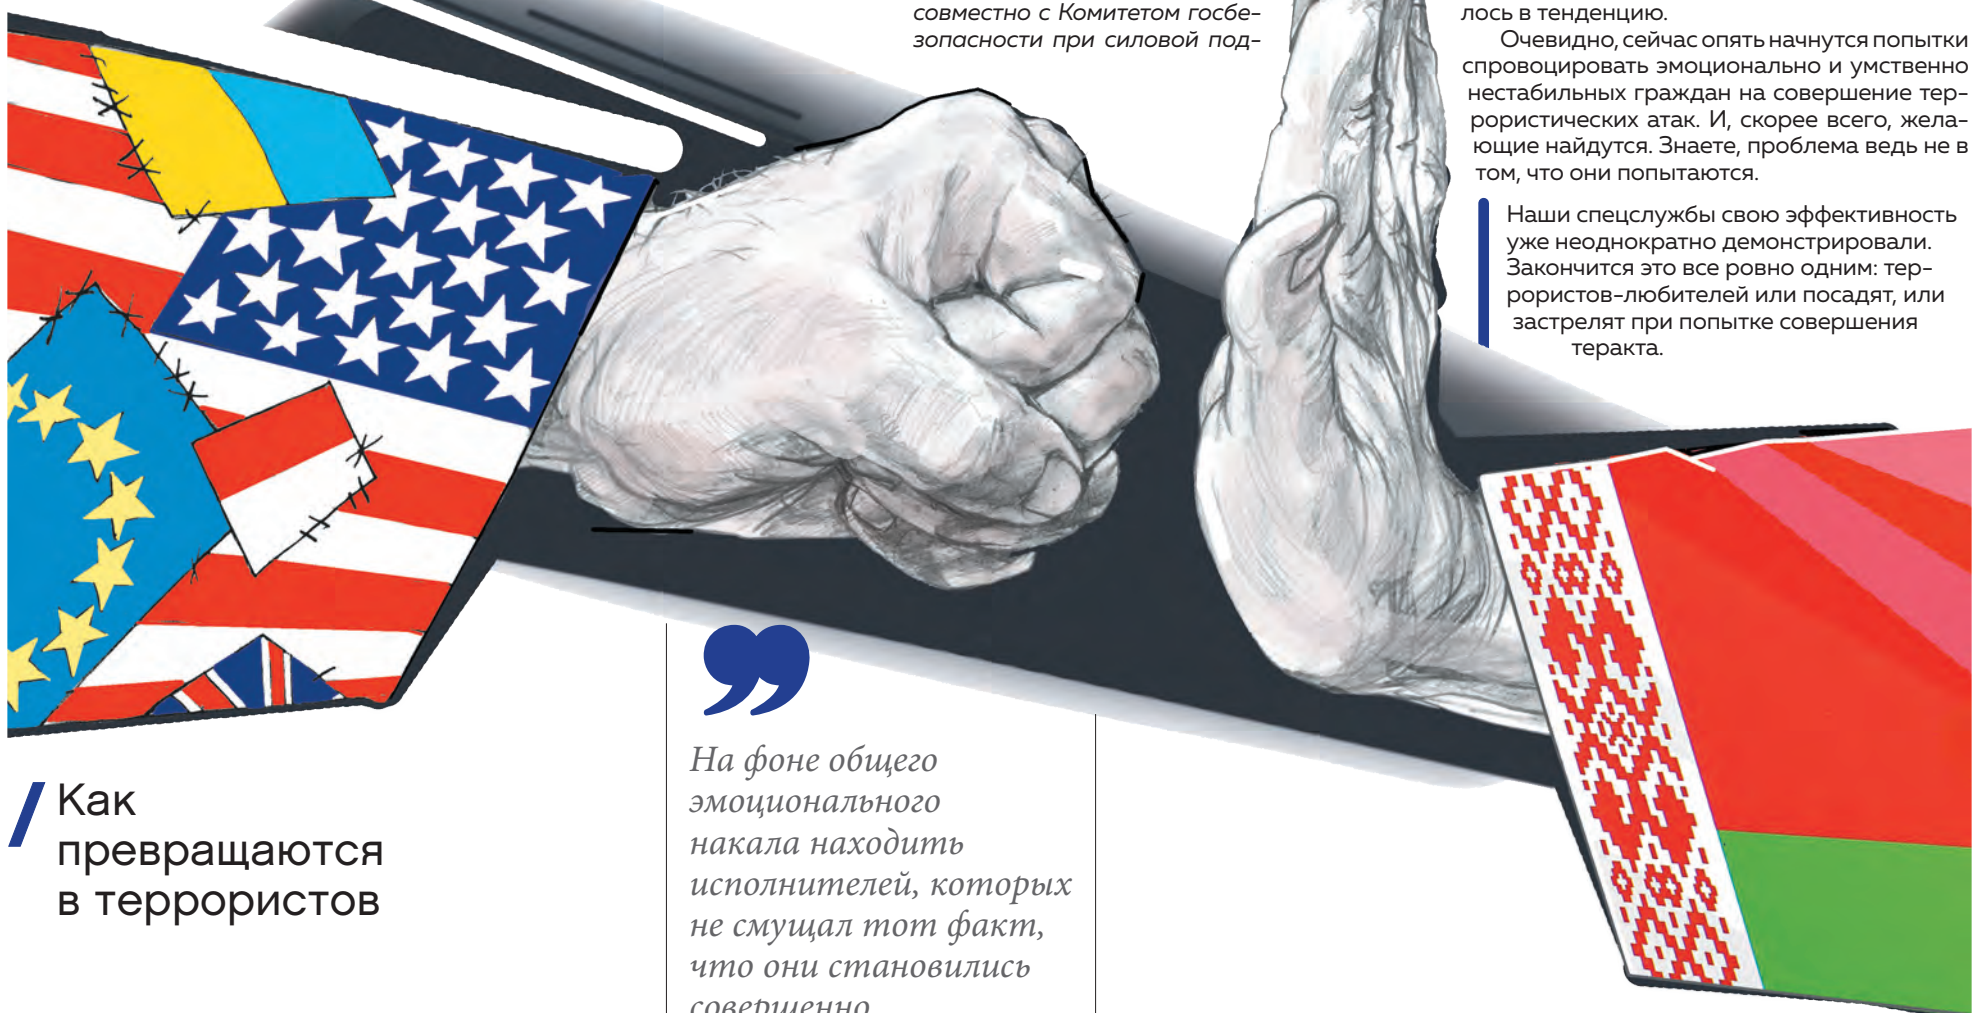 совместно с Комитетом госбе-
зопасности при силовой под-
лось в тенденцию.
Очевидно, сейчас опять начнутся попытки
спровоцировать эмоционально и умственно
нестабильных граждан на совершение тер-
рористических атак. И, скорее всего, жела-
ющие найдутся. Знаете, проблема ведь не в
том, что они попытаются.
Наши спецслужбы свою эффективность
уже неоднократно демонстрировали.
Закончится это все ровно одним: тер-
рористов-любителей или посадят, или
застрелят при попытке совершения
теракта.
Как
превращаются
в террористов
На фоне общего
эмоционального
накала находить
исполнителей, которых
не смущал тот факт,
что они становились
совершенно